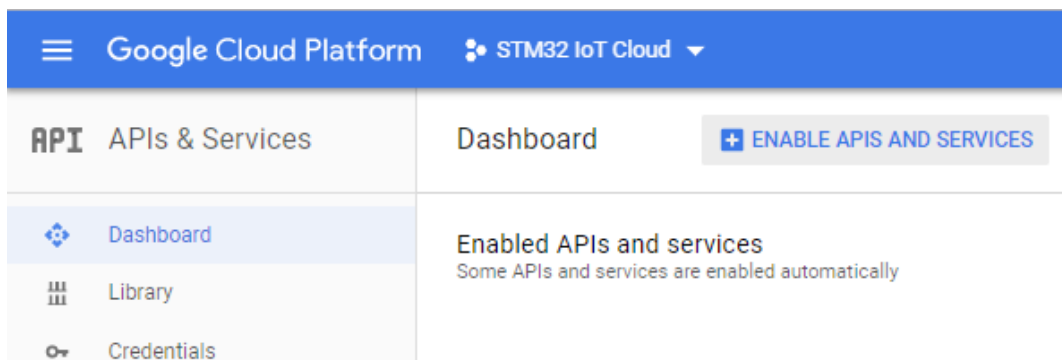 Google Cloud Platform
STM32 IoT Cloud
API APIs & Services
Dashboard
ENABLE APIS AND SERVICES
Dashboard
Library
Credentials
Enabled APIs and services
Some APIs and services are enabled automatically